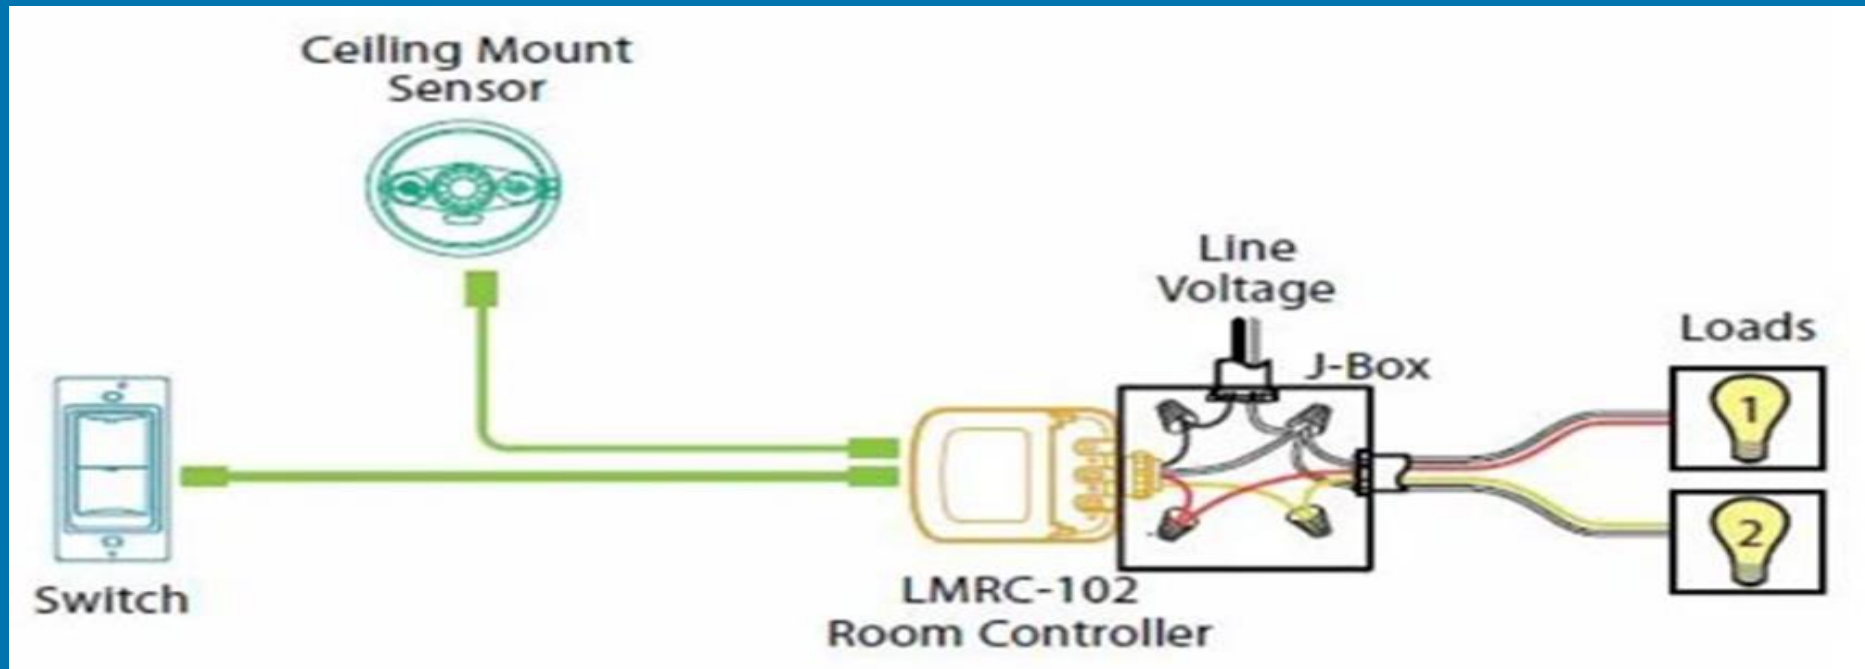 Ceiling Mount
Sensor
Line
Voltage
J-Box
Loads
1
2
Switch
LMRC-102
Room Controller